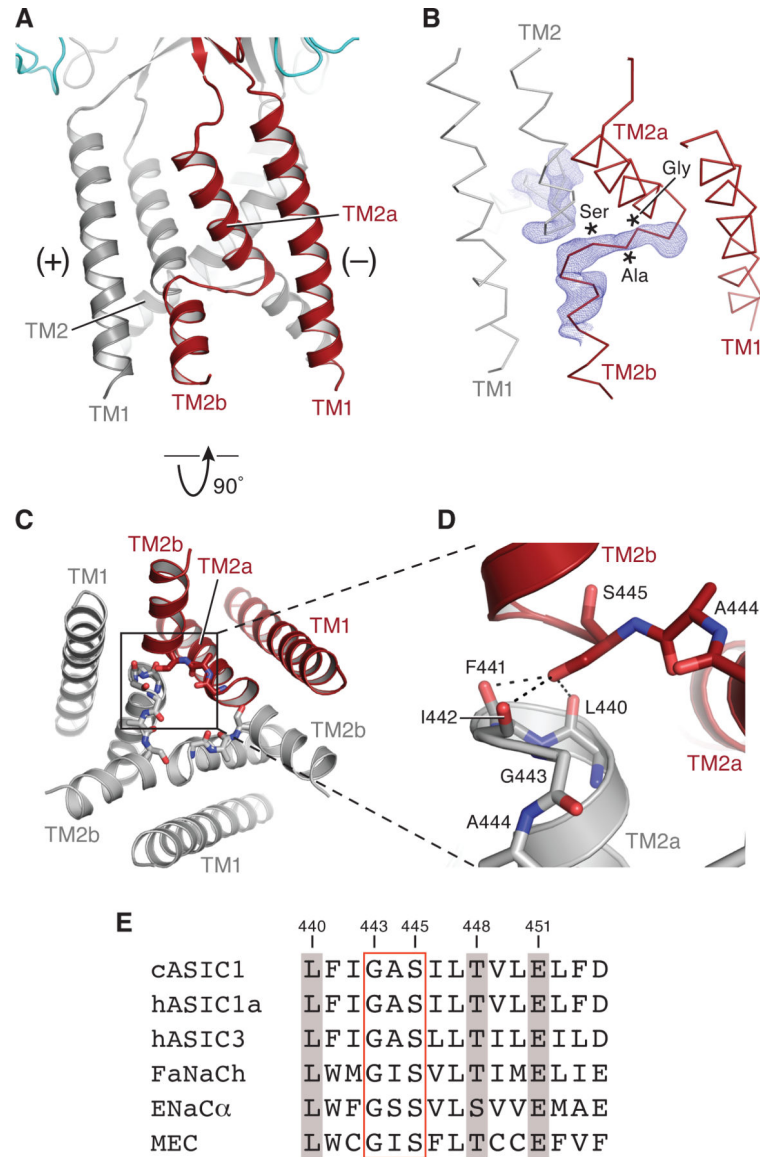 A
TM2a
(+)
(−)
TM2
TM1
TM2b
TM1
90°
B
TM2
TM2a
Gly
Ser
*
*
*
Ala
TM1
TM2b
TM1
C
TM2b
TM2a
TM1
TM1
TM2b
TM2b
TM1
D
TM2b
S445
A444
F441
I442
L440
G443
TM2a
A444
TM2a
E
440 443 445 448 451
cASIC1 LFIGASILTVLELFD
hASIC1a LFIGASILTVLELFD
hASIC3 LFIGASLLTILEILD
FaNaCh LWMGISVLTIMELIE
ENaCα LWFGSSVLSVVEMAE
MEC LWCGISFLTCCEFVF